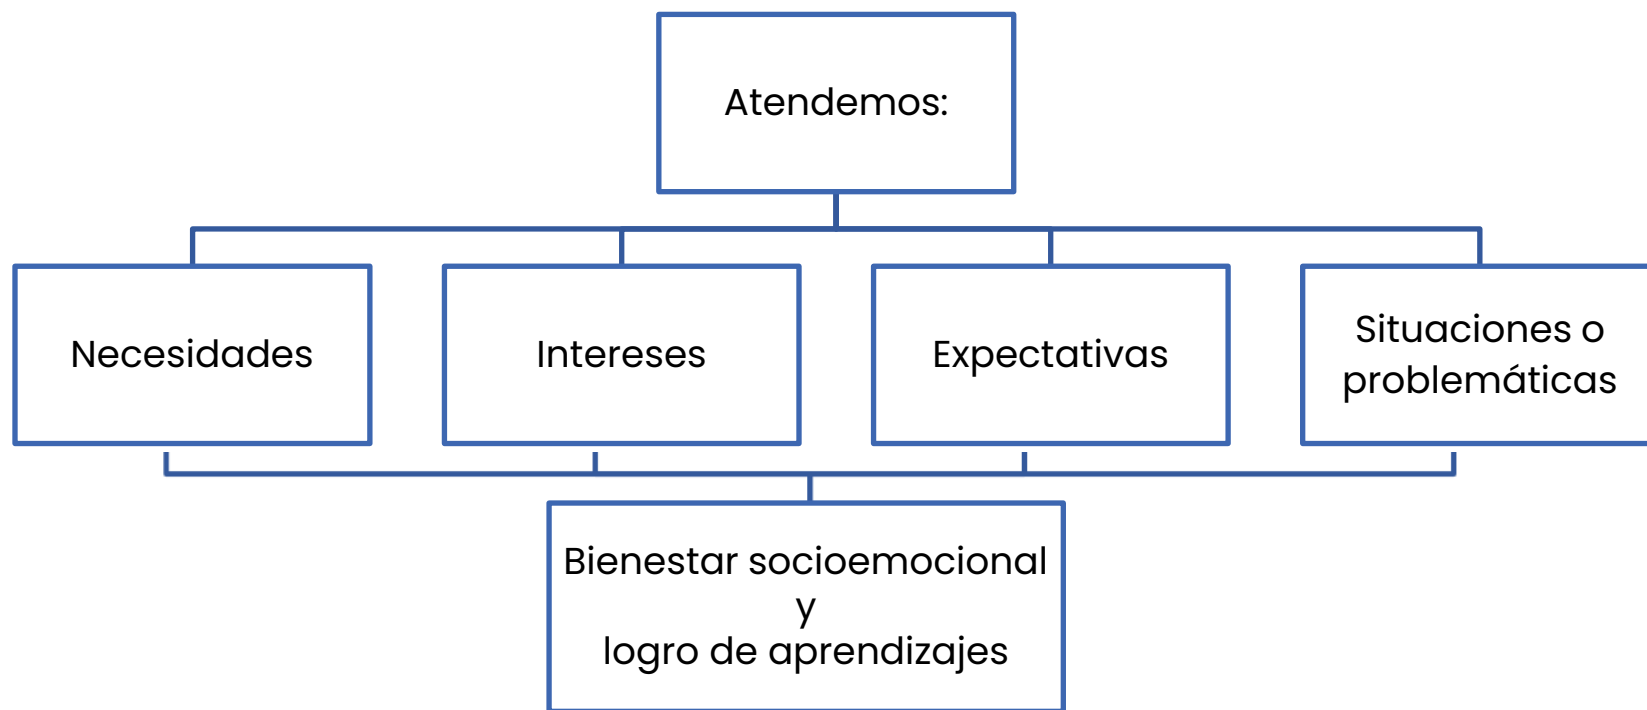 Atendemos:
Necesidades
Intereses
Expectativas
Situaciones o
problemáticas
Bienestar socioemocional
y
logro de aprendizajes